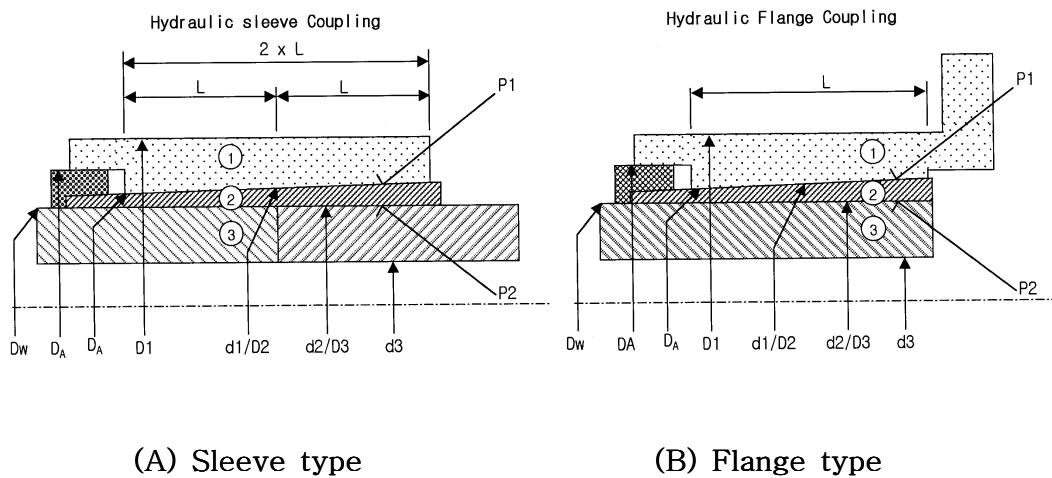 Hydraulic sleeve Coupling
2 x L
L
L
P1
1
2
3
P2
Dw
DA
DA
D1
d1/D2
d2/D3
d3
(A) Sleeve type
Hydraulic Flange Coupling
L
P1
1
2
3
P2
Dw
DA
DA
D1
d1/D2
d2/D3
d3
(B) Flange type